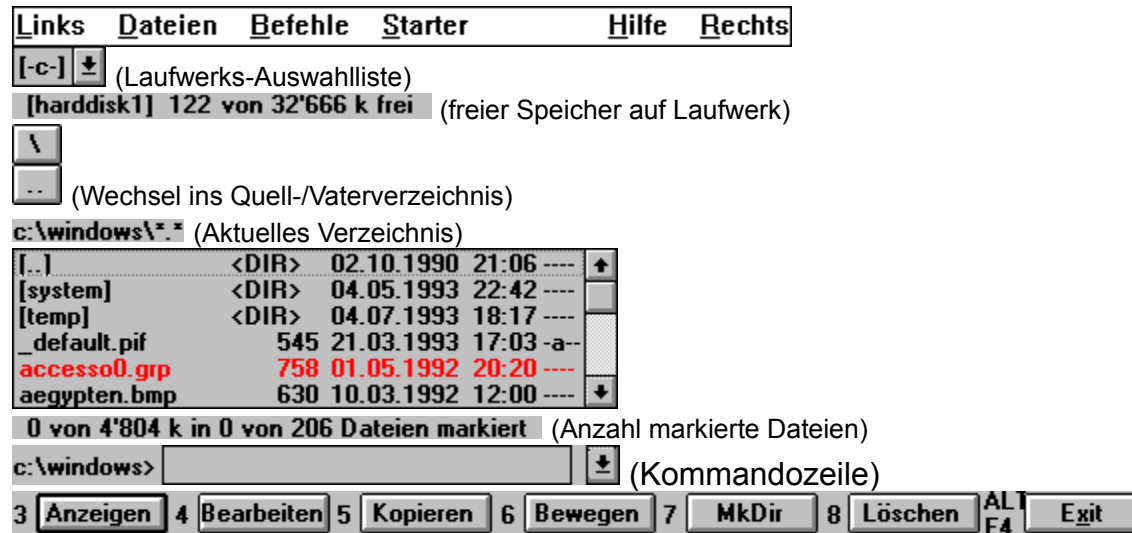 Links Dateien Befehle Starter Hilfe Rechts
[-c-] (Laufwerks-Auswahlliste)
[harddisk1] 122 von 32'666 k frei (freier Speicher auf Laufwerk)
\
.. (Wechsel ins Quell-/Vaterverzeichnis)
c:\windows\*.* (Aktuelles Verzeichnis)
[..] <DIR> 02.10.1990 21:06 ----
[system] <DIR> 04.05.1993 22:42 ----
[temp] <DIR> 04.07.1993 18:17 ----
_default.pif 545 21.03.1993 17:03 -a--
accesso0.grp 758 01.05.1992 20:20 ----
aegypten.bmp 630 10.03.1992 12:00 ----
0 von 4'804 k in 0 von 206 Dateien markiert (Anzahl markierte Dateien)
c:\windows> (Kommandozeile)
3 Anzeigen 4 Bearbeiten 5 Kopieren 6 Bewegen 7 MkDir 8 Löschen ALT F4 Exit